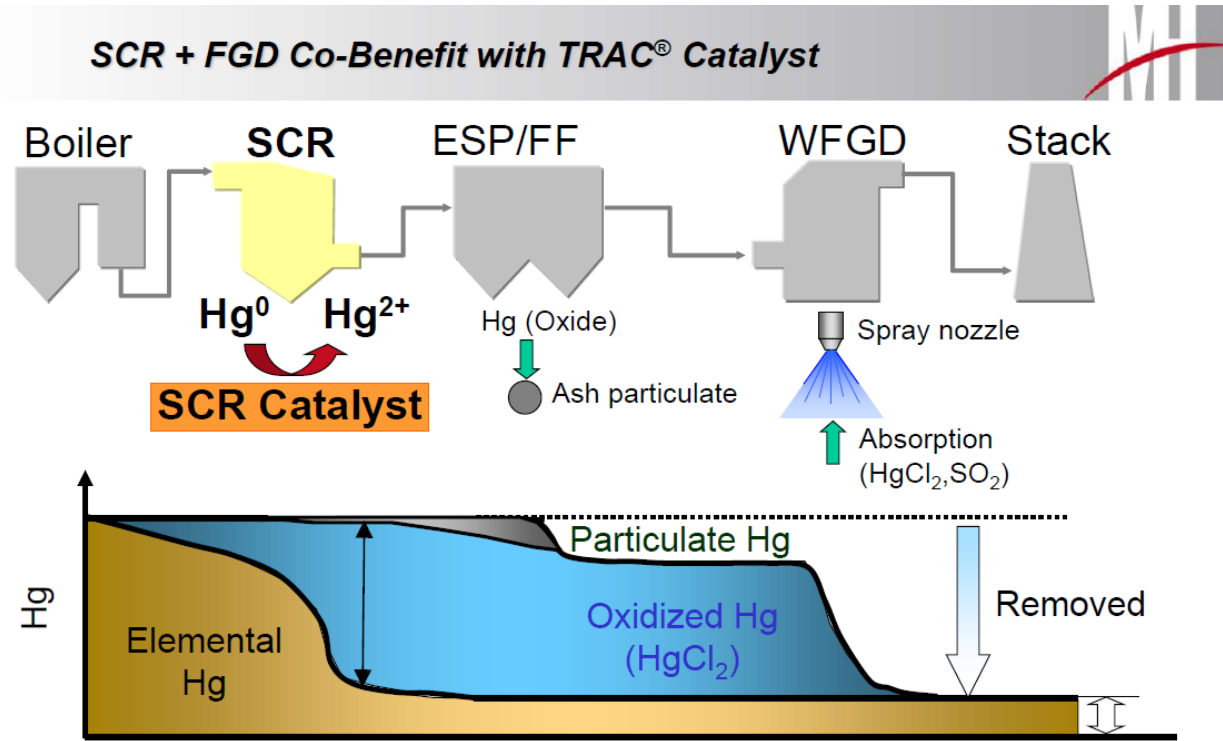 SCR + FGD Co-Benefit with TRAC® Catalyst
MHI
Boiler
SCR
ESP/FF
WFGD
Stack
Hg⁰
Hg²⁺
SCR Catalyst
Hg (Oxide)
Ash particulate
Spray nozzle
Absorption
(HgCl₂,SO₂)
Hg
Elemental
Hg
Particulate Hg
Oxidized Hg
(HgCl₂)
Removed